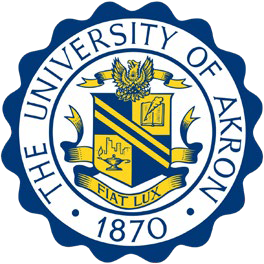 THE UNIVERSITY OF AKRON
FIAT LUX
1870